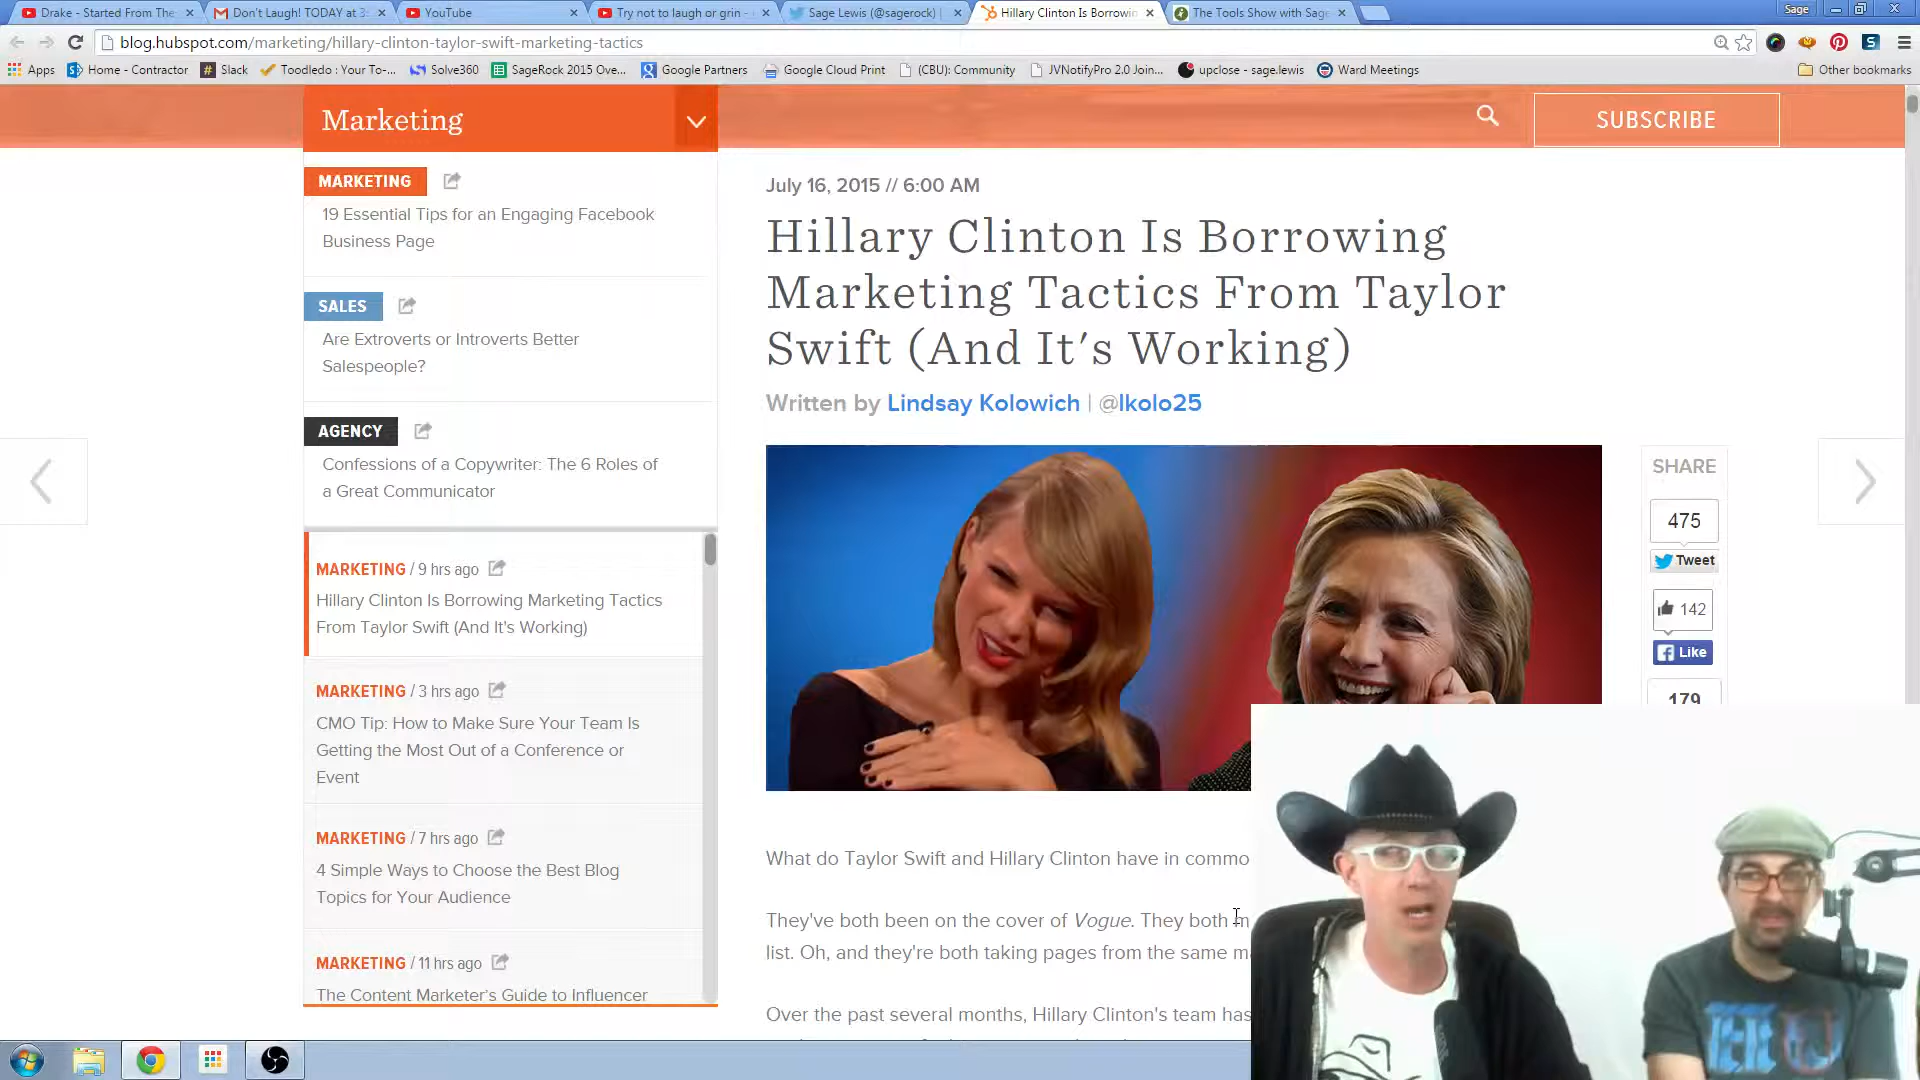 Drake - Started From The
Don't Laugh! TODAY at 3:
YouTube
Try not to laugh or grin -
Sage Lewis (@sagerock) |
Hillary Clinton Is Borrowin
The Tools Show with Sage
Sage
blog.hubspot.com/marketing/hillary-clinton-taylor-swift-marketing-tactics
Apps
Home - Contractor
Slack
Toodledo : Your To-...
Solve360
SageRock 2015 Ove...
Google Partners
Google Cloud Print
(CBU): Community
JVNotifyPro 2.0 Join...
upclose - sage.lewis
Ward Meetings
Other bookmarks
Marketing
SUBSCRIBE
MARKETING
19 Essential Tips for an Engaging Facebook
Business Page
SALES
Are Extroverts or Introverts Better
Salespeople?
AGENCY
Confessions of a Copywriter: The 6 Roles of
a Great Communicator
MARKETING / 9 hrs ago
Hillary Clinton Is Borrowing Marketing Tactics
From Taylor Swift (And It's Working)
MARKETING / 3 hrs ago
CMO Tip: How to Make Sure Your Team Is
Getting the Most Out of a Conference or
Event
MARKETING / 7 hrs ago
4 Simple Ways to Choose the Best Blog
Topics for Your Audience
MARKETING / 11 hrs ago
The Content Marketer's Guide to Influencer
July 16, 2015 // 6:00 AM
Hillary Clinton Is Borrowing
Marketing Tactics From Taylor
Swift (And It's Working)
Written by Lindsay Kolowich | @lkolo25
SHARE
475
Tweet
142
Like
179
What do Taylor Swift and Hillary Clinton have in commo
They've both been on the cover of Vogue. They both
list. Oh, and they're both taking pages from the same
Over the past several months, Hillary Clinton's team has